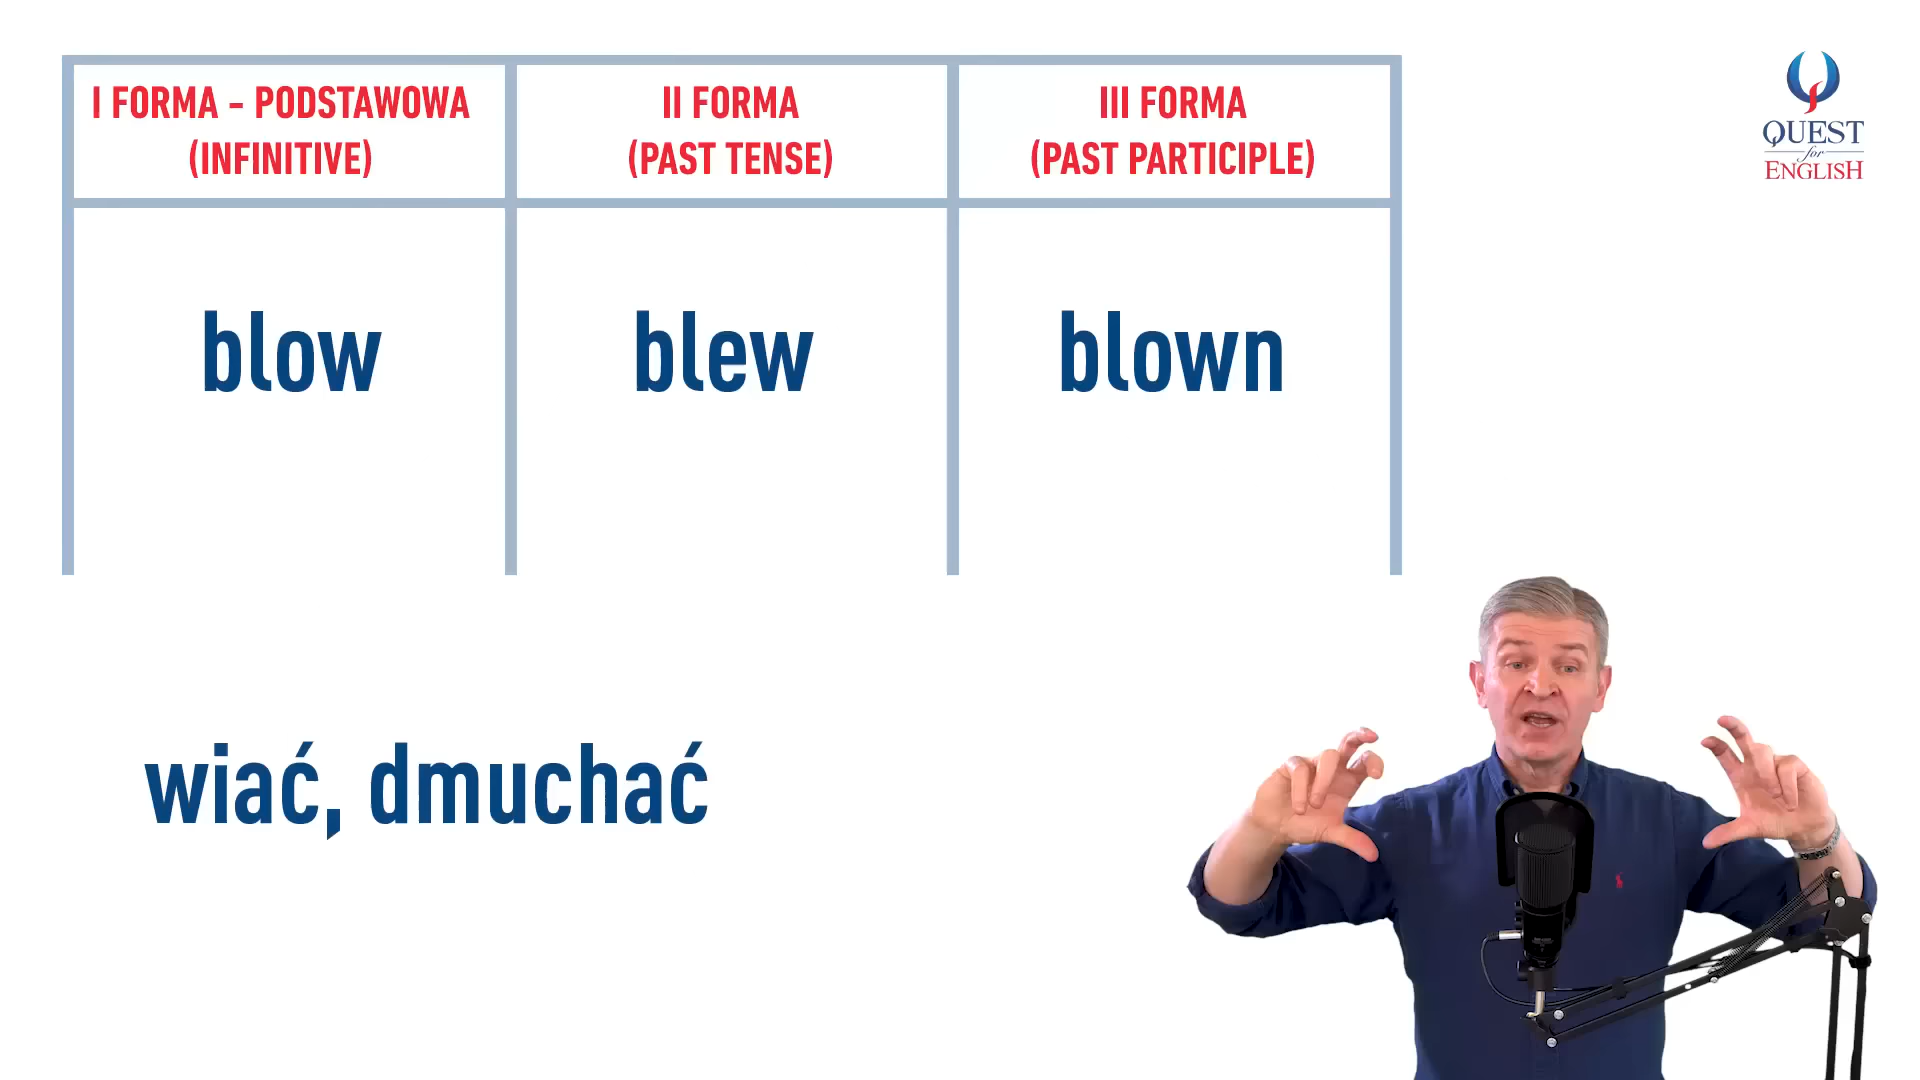 I FORMA - PODSTAWOWA
(INFINITIVE)
II FORMA
(PAST TENSE)
III FORMA
(PAST PARTICIPLE)
QUEST
for
ENGLISH
blow
blew
blown
wiać, dmuchać